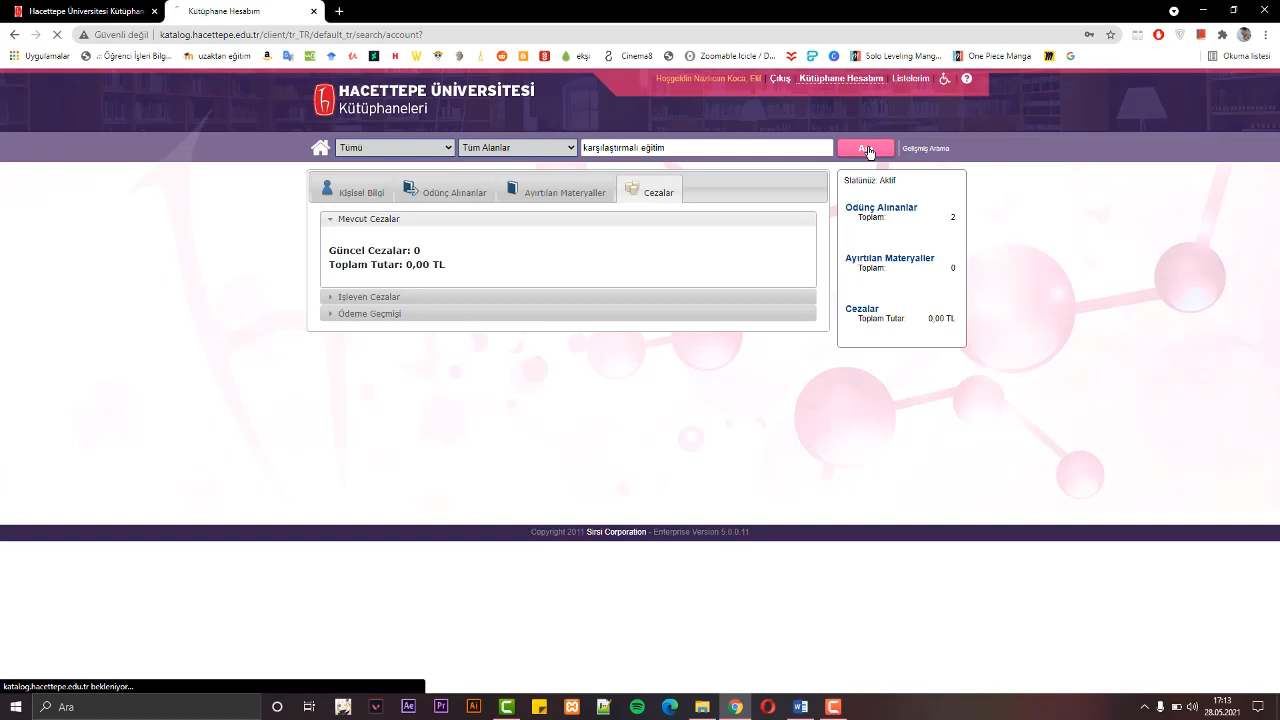 Hacettepe Üniversitesi Kütüphan
Kütüphane Hesabım
Güvenli değil
katalog.hacettepe.edu.tr/client/tr_TR/default_tr/search/account?
Uygulamalar
.::Öğrenci İşleri Bilg...
uzaktan eğitim
ekşi
Cinema8
Zoomable Icicle / D...
Solo Leveling Mang...
One Piece Manga
Okuma listesi
Hoşgeldin Nazlıcan Koca, Elif
Çıkış
Kütüphane Hesabım
Listelerim
HACETTEPE ÜNİVERSİTESİ
Kütüphaneleri
Tümü
Tüm Alanlar
karşılaştırmalı eğitim
Gelişmiş Arama
Kişisel Bilgi
Ödünç Alınanlar
Ayırtılan Materyaller
Cezalar
Mevcut Cezalar
Güncel Cezalar: 0
Toplam Tutar: 0,00 TL
İşleyen Cezalar
Ödeme Geçmişi
Statünüz: Aktif
Ödünç Alınanlar
Toplam: 2
Ayırtılan Materyaller
Toplam: 0
Cezalar
Toplam Tutar: 0,00 TL
Copyright 2011 Sirsi Corporation - Enterprise Version 5.0.0.11
katalog.hacettepe.edu.tr bekleniyor...
Ara
17:13
28.05.2021